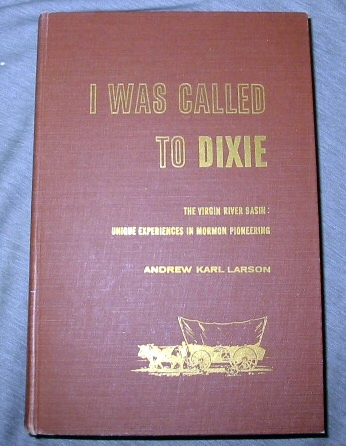 I WAS CALLED
TO DIXIE
THE VIRGIN RIVER BASIN:
UNIQUE EXPERIENCES IN MORMON PIONEERING
ANDREW KARL LARSON